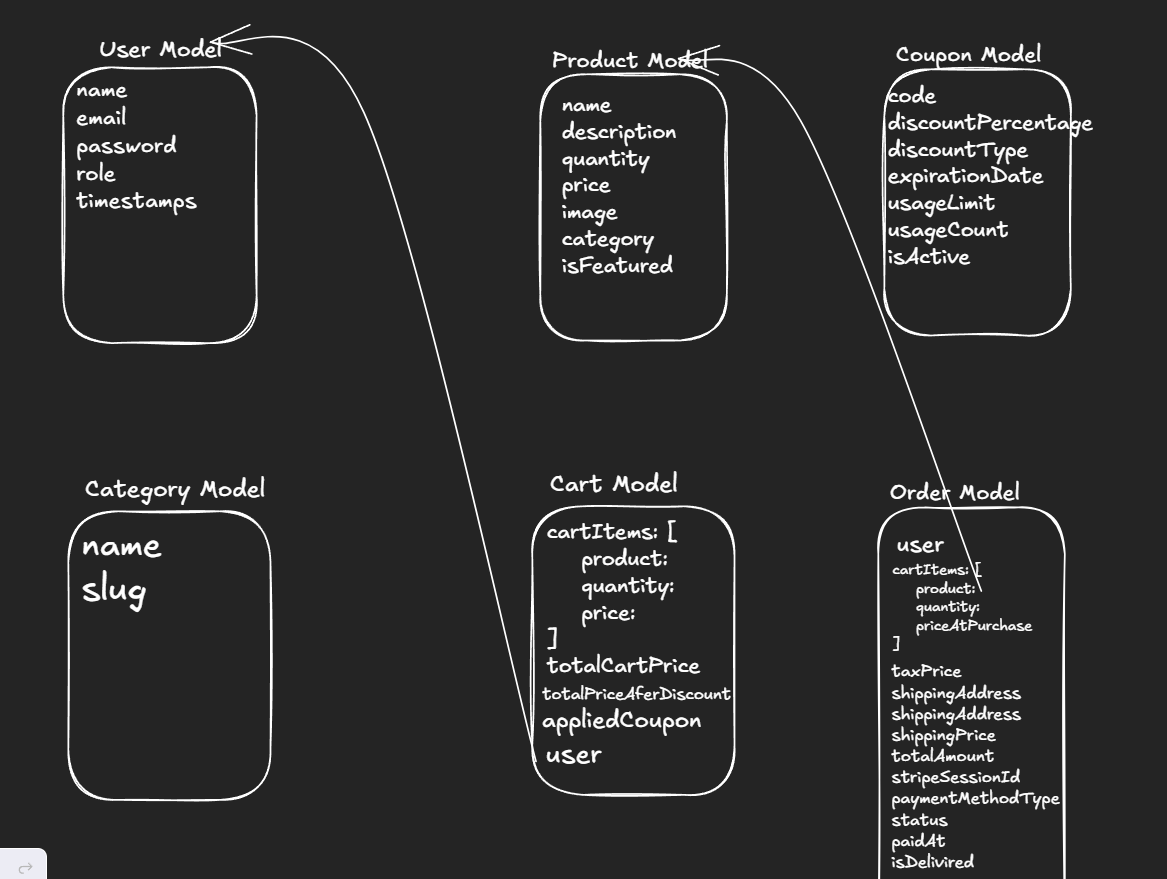 User Model
name
email
password
role
timestamps
Product Model
name
description
quantity
price
image
category
isFeatured
Coupon Model
code
discountPercentage
discountType
expirationDate
usageLimit
usageCount
isActive
Category Model
name
slug
Cart Model
cartItems: [
product:
quantity:
price:
]
totalCartPrice
totalPriceAferDiscount
appliedCoupon
user
Order Model
user
cartItems: [
product:
quantity:
priceAtPurchase
]
taxPrice
shippingAddress
shippingAddress
shippingPrice
totalAmount
stripeSessionId
paymentMethodType
status
paidAt
isDelivired